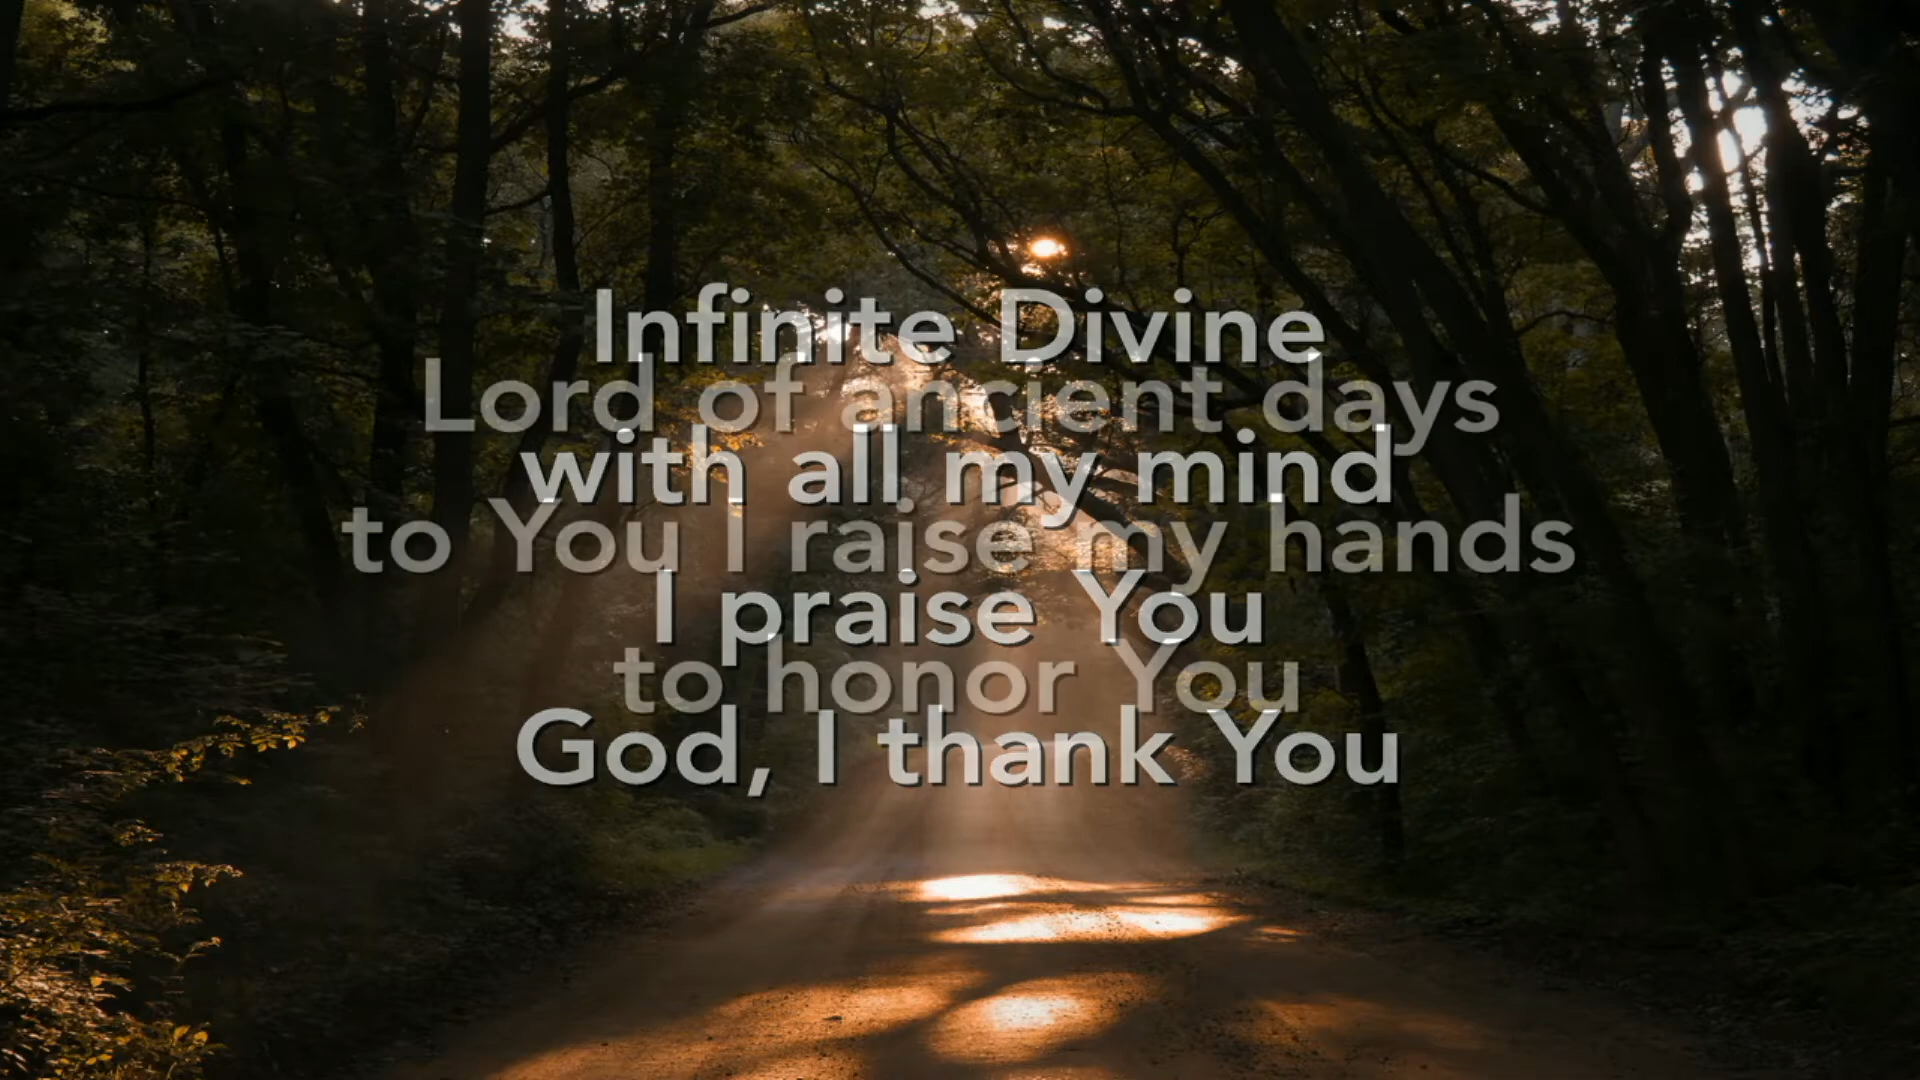 Infinite Divine
Lord of ancient days
with all my mind
to You I raise my hands
I praise You
to honor You
God, I thank You